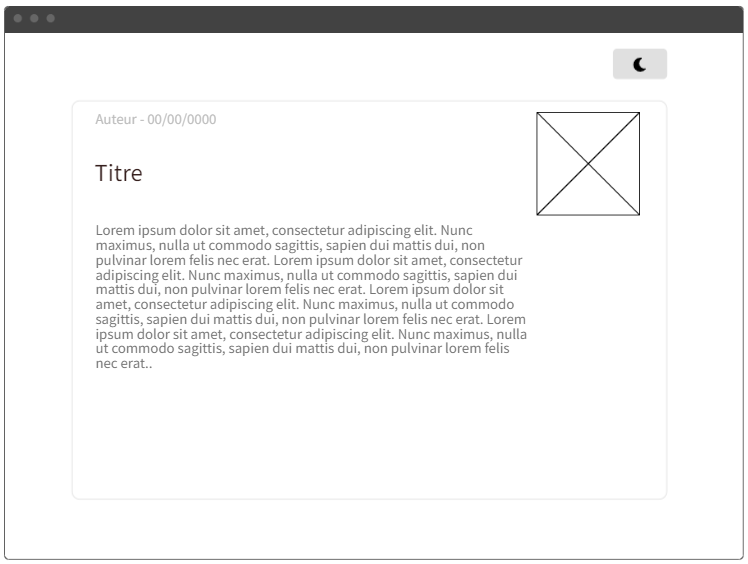 Auteur - 00/00/0000
Titre
Lorem ipsum dolor sit amet, consectetur adipiscing elit. Nunc
maximus, nulla ut commodo sagittis, sapien dui mattis dui, non
pulvinar lorem felis nec erat. Lorem ipsum dolor sit amet, consectetur
adipiscing elit. Nunc maximus, nulla ut commodo sagittis, sapien dui
mattis dui, non pulvinar lorem felis nec erat. Lorem ipsum dolor sit
amet, consectetur adipiscing elit. Nunc maximus, nulla ut commodo
sagittis, sapien dui mattis dui, non pulvinar lorem felis nec erat. Lorem
ipsum dolor sit amet, consectetur adipiscing elit. Nunc maximus, nulla
ut commodo sagittis, sapien dui mattis dui, non pulvinar lorem felis
nec erat..